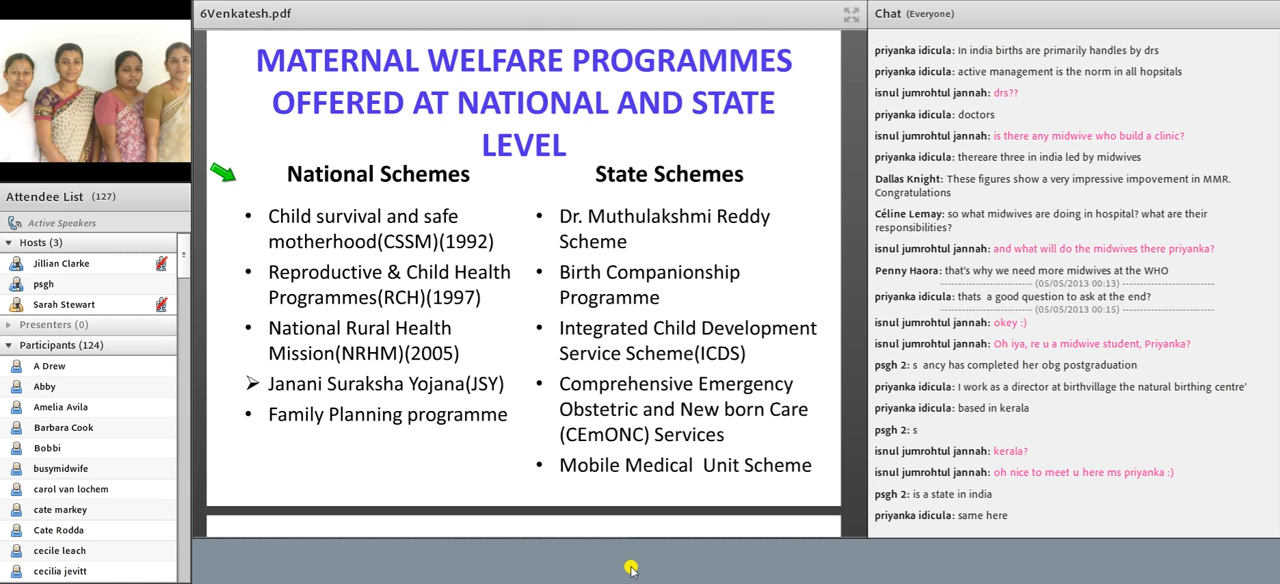 6Venkatesh.pdf
MATERNAL WELFARE PROGRAMMES
OFFERED AT NATIONAL AND STATE
LEVEL
National Schemes
• Child survival and safe
motherhood(CSSM)(1992)
• Reproductive & Child Health
Programmes(RCH)(1997)
• National Rural Health
Mission(NRHM)(2005)
➢ Janani Suraksha Yojana(JSY)
• Family Planning programme
State Schemes
• Dr. Muthulakshmi Reddy
Scheme
• Birth Companionship
Programme
• Integrated Child Development
Service Scheme(ICDS)
• Comprehensive Emergency
Obstetric and New born Care
(CEmONC) Services
• Mobile Medical Unit Scheme
Attendee List (127)
Active Speakers
Hosts (3)
Jillian Clarke
psgh
Sarah Stewart
Presenters (0)
Participants (124)
A Drew
Abby
Amelia Avila
Barbara Cook
Bobbi
busymidwife
carol van lochem
cate markey
Cate Rodda
cecile leach
cecilia jevitt
Chat (Everyone)
priyanka idicula: In india births are primarily handles by drs
priyanka idicula: active management is the norm in all hopsitals
isnul jumrohtul jannah: drs??
priyanka idicula: doctors
isnul jumrohtul jannah: is there any midwive who build a clinic?
priyanka idicula: thereare three in india led by midwives
Dallas Knight: These figures show a very impressive impovement in MMR.
Congratulations
Céline Lemay: so what midwives are doing in hospital? what are their
responsibilities?
isnul jumrohtul jannah: and what will do the midwives there priyanka?
Penny Haora: that's why we need more midwives at the WHO
(05/05/2013 00:13)
priyanka idicula: thats a good question to ask at the end?
(05/05/2013 00:15)
isnul jumrohtul jannah: okey :)
isnul jumrohtul jannah: Oh iya, re u a midwive student, Priyanka?
psgh 2: s ancy has completed her obg postgraduation
priyanka idicula: I work as a director at birthvillage the natural birthing centre'
priyanka idicula: based in kerala
psgh 2: s
isnul jumrohtul jannah: kerala?
isnul jumrohtul jannah: oh nice to meet u here ms priyanka :)
psgh 2: is a state in india
priyanka idicula: same here